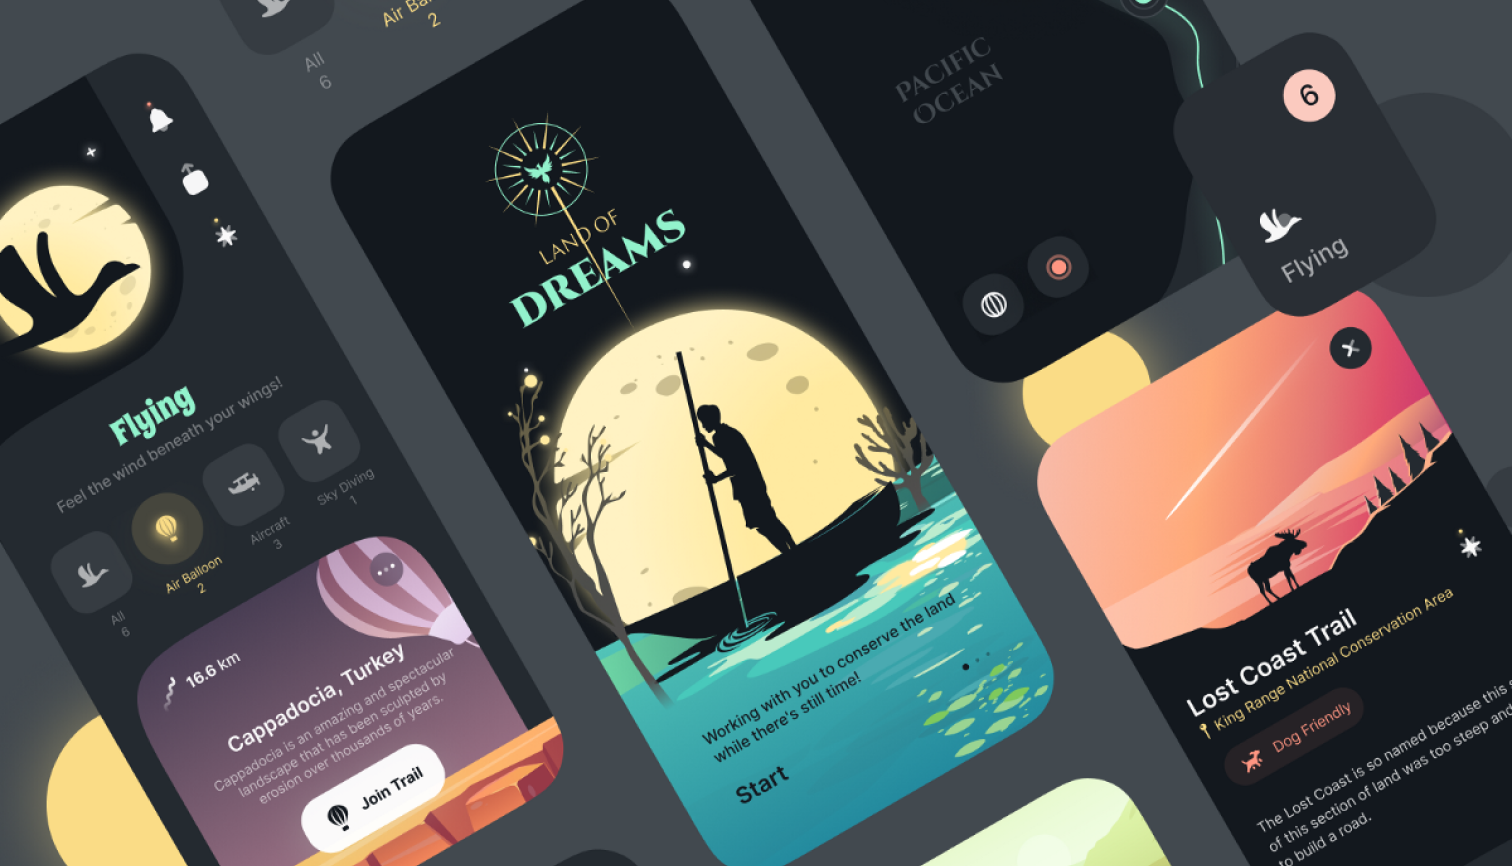 All
6
Air
2
Flying
Feel the wind beneath your wings!
All
6
Air Balloon
2
Aircraft
3
Sky Diving
1
16.6 km
Cappadocia, Turkey
Cappadocia is an amazing and spectacular
landscape that has been sculpted by
erosion over thousands of years.
Join Trail
LAND OF
DREAMS
Working with you to conserve the land
while there's still time!
Start
PACIFIC
OCEAN
6
Flying
Lost Coast Trail
King Range National Conservation Area
Dog Friendly
The Lost Coast is so named because this
of this section of land was too steep and
to build a road.